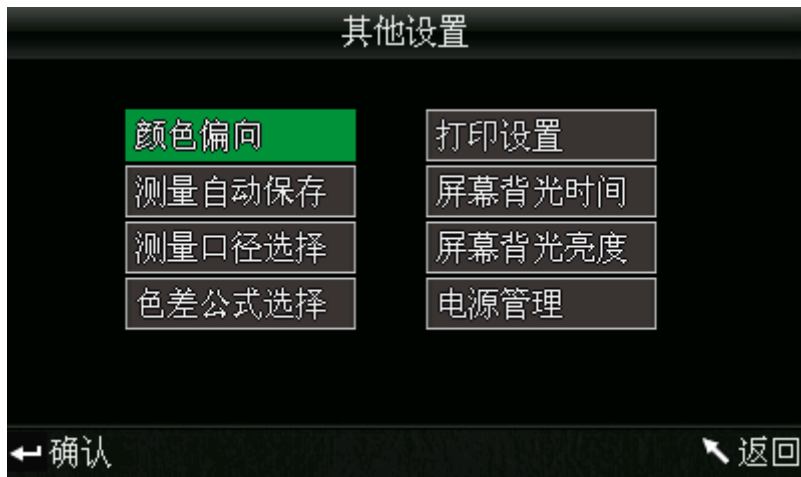 其他设置
颜色偏向
打印设置
测量自动保存
屏幕背光时间
测量口径选择
屏幕背光亮度
色差公式选择
电源管理
确认
返回